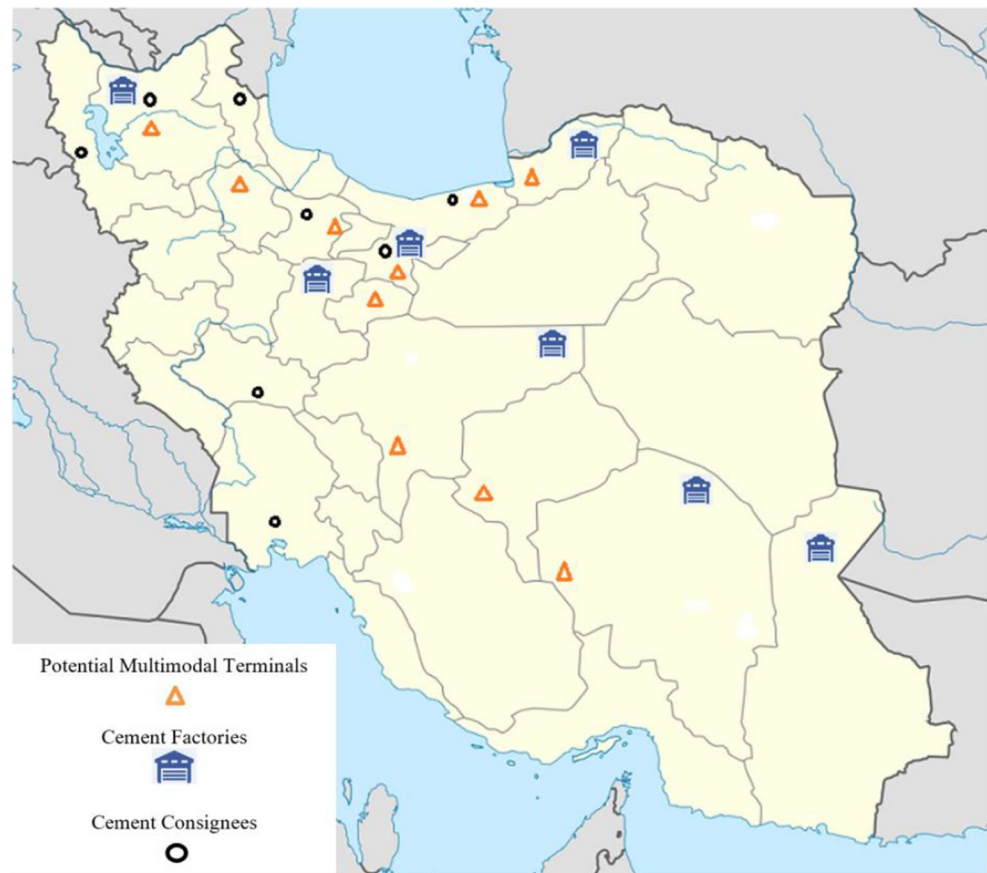 Potential Multimodal Terminals
Cement Factories
Cement Consignees